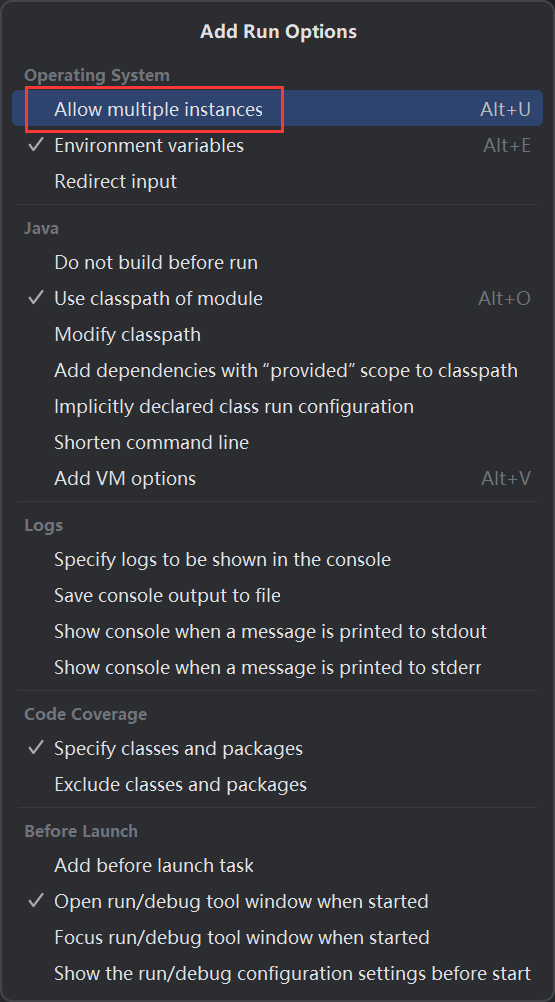 Add Run Options
Operating System
Allow multiple instances Alt+U
Environment variables Alt+E
Redirect input
Java
Do not build before run
Use classpath of module Alt+O
Modify classpath
Add dependencies with “provided” scope to classpath
Implicitly declared class run configuration
Shorten command line
Add VM options Alt+V
Logs
Specify logs to be shown in the console
Save console output to file
Show console when a message is printed to stdout
Show console when a message is printed to stderr
Code Coverage
Specify classes and packages
Exclude classes and packages
Before Launch
Add before launch task
Open run/debug tool window when started
Focus run/debug tool window when started
Show the run/debug configuration settings before start